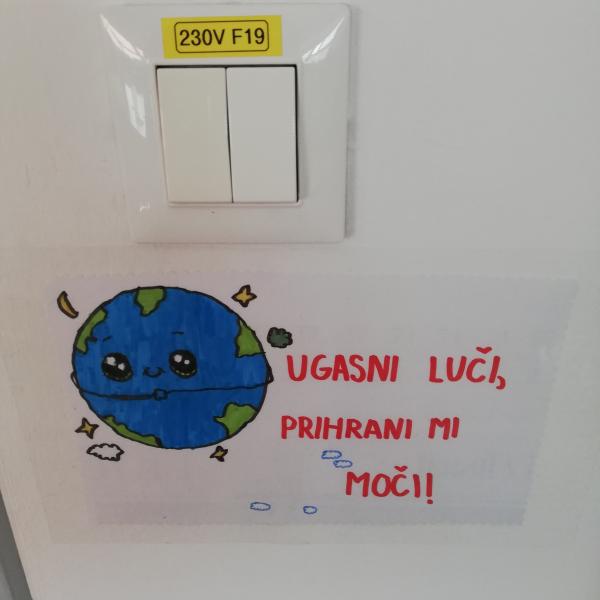 230V F19
UGASNI LUČI,
PRIHRANI MI
MOČI!